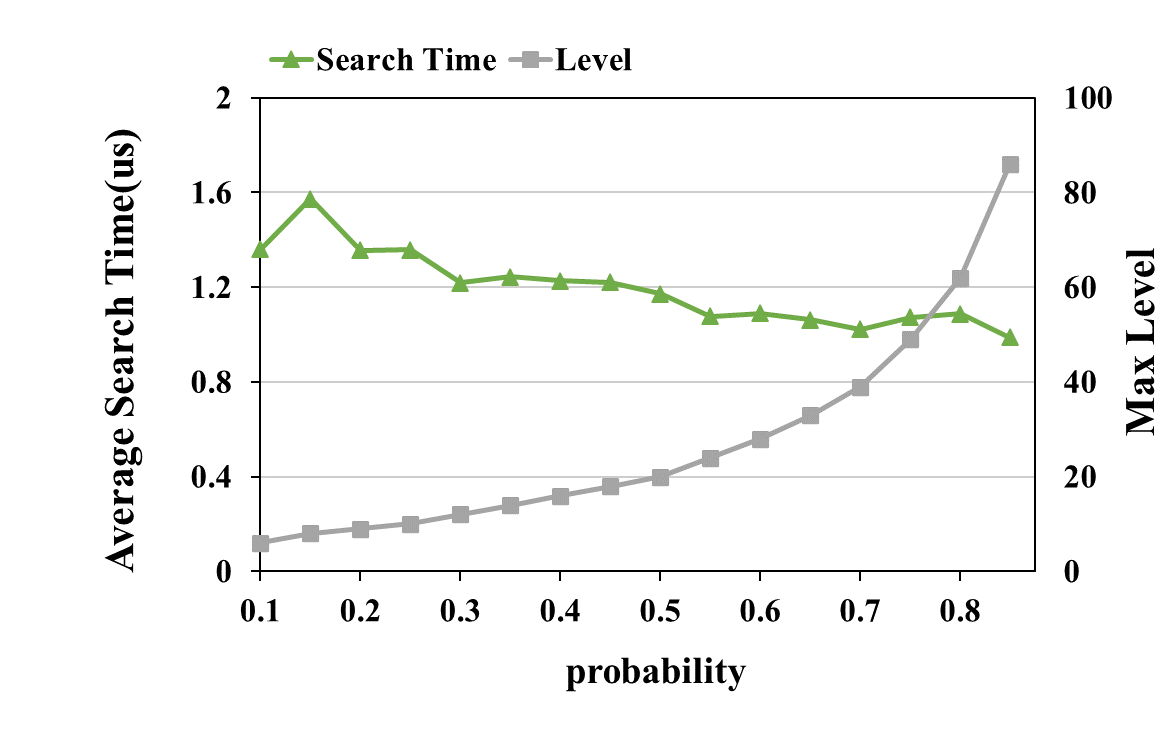 Search Time Level
2 100
1.6 80
1.2 60
0.8 40
0.4 20
0 0
Average Search Time(us)
Max Level
0.1 0.2 0.3 0.4 0.5 0.6 0.7 0.8
probability